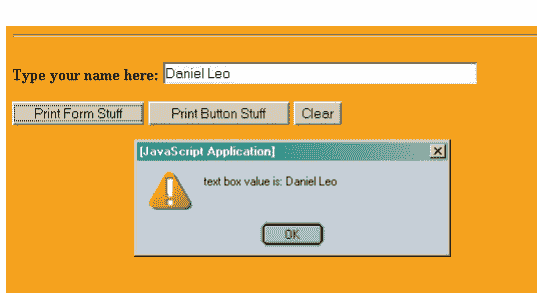 Type your name here: Daniel Leo
Print Form Stuff Print Button Stuff Clear
[JavaScript Application]
text box value is: Daniel Leo
OK